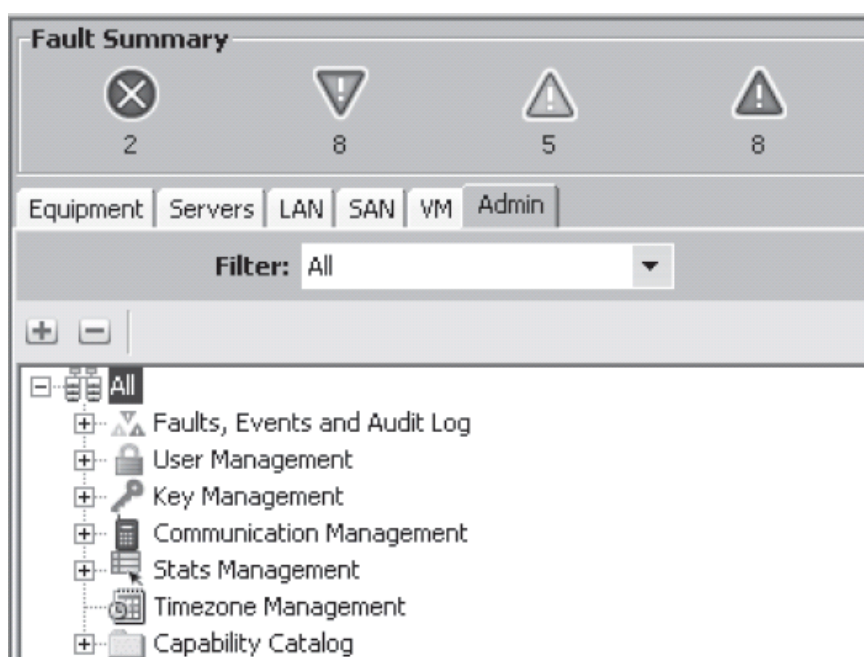 Fault Summary
2 8 5 8
Equipment Servers LAN SAN VM Admin
Filter: All
All
Faults, Events and Audit Log
User Management
Key Management
Communication Management
Stats Management
Timezone Management
Capability Catalog